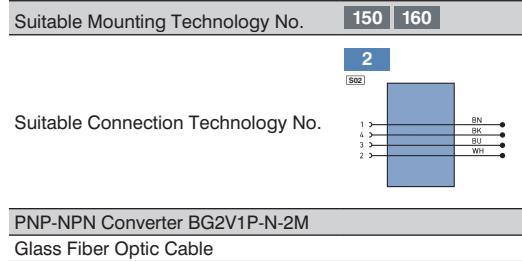 Suitable Mounting Technology No. 150 160
2
S02
Suitable Connection Technology No.
1 BN
4 BK
3 BU
2 WH
PNP-NPN Converter BG2V1P-N-2M
Glass Fiber Optic Cable